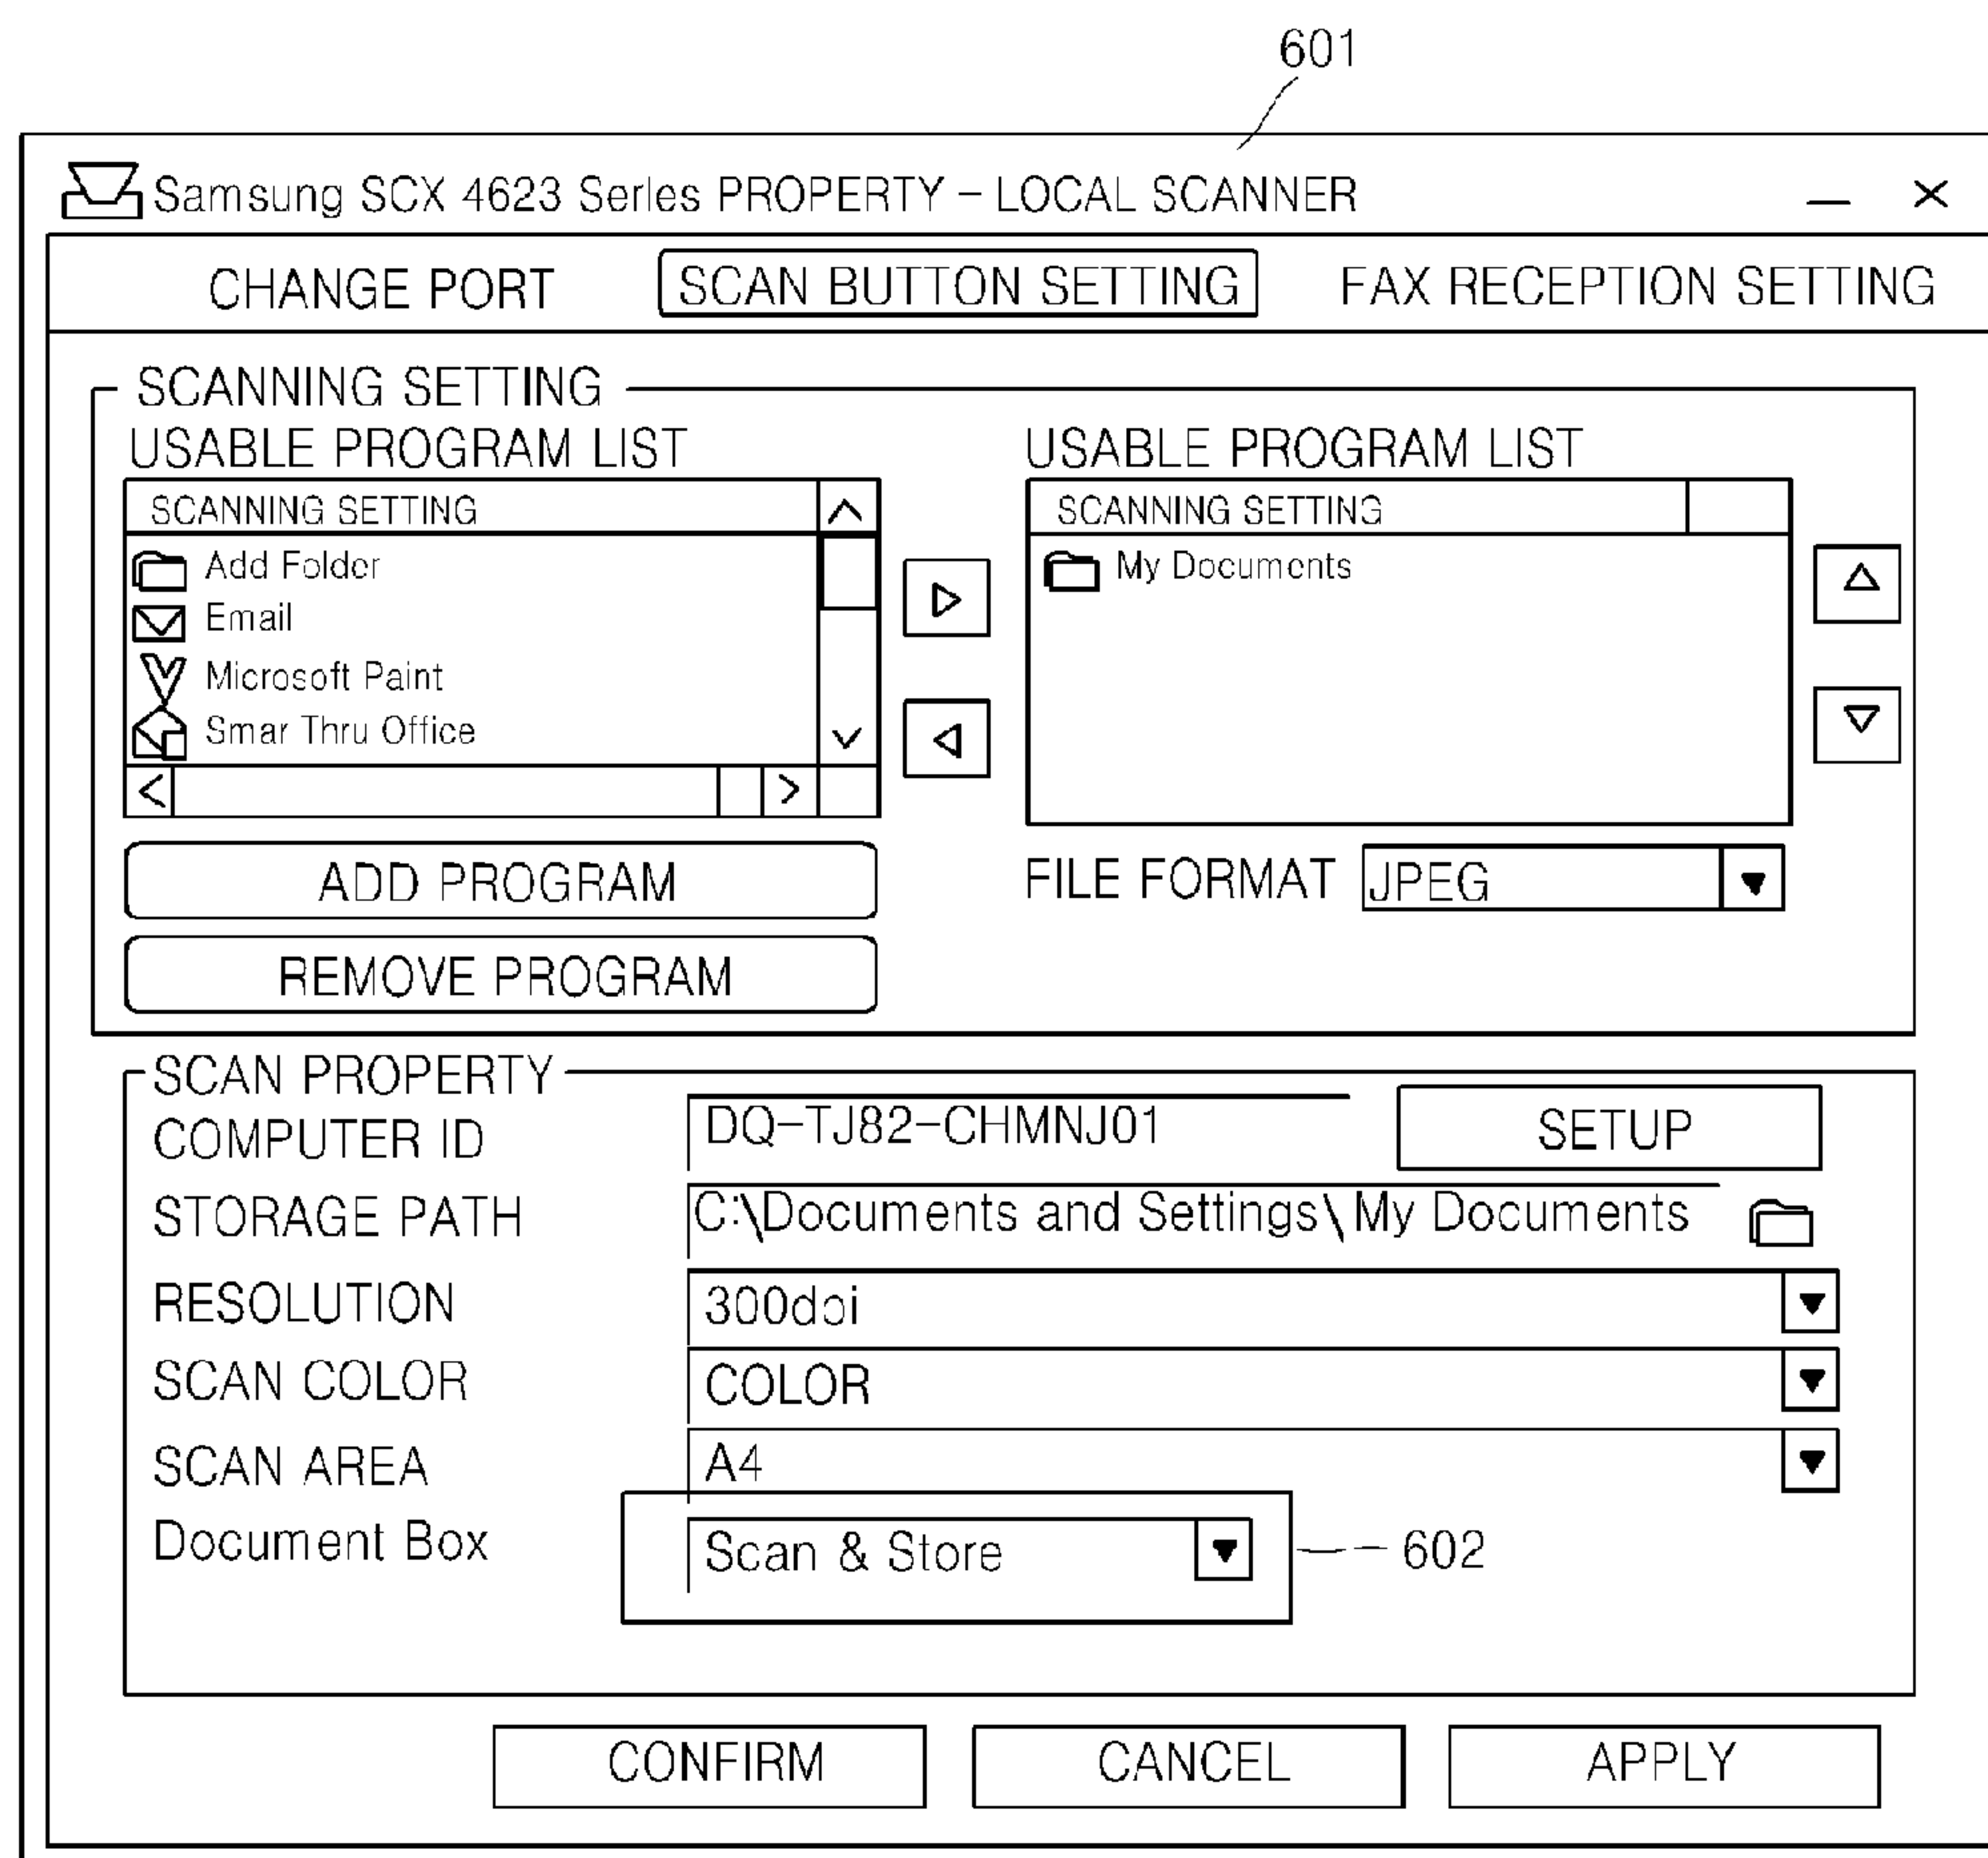 601
Samsung SCX 4623 Serles PROPERTY – LOCAL SCANNER
CHANGE PORT SCAN BUTTON SETTING FAX RECEPTION SETTING
SCANNING SETTING
USABLE PROGRAM LIST USABLE PROGRAM LIST
SCANNING SETTING SCANNING SETTING
Add Folder My Documents
Email
Microsoft Paint
Smar Thru Office
ADD PROGRAM FILE FORMAT JPEG
REMOVE PROGRAM
SCAN PROPERTY
COMPUTER ID DQ-TJ82-CHMNJ01 SETUP
STORAGE PATH C:\Documents and Settings\My Documents
RESOLUTION 300dpi
SCAN COLOR COLOR
SCAN AREA A4
Document Box Scan & Store 602
CONFIRM CANCEL APPLY